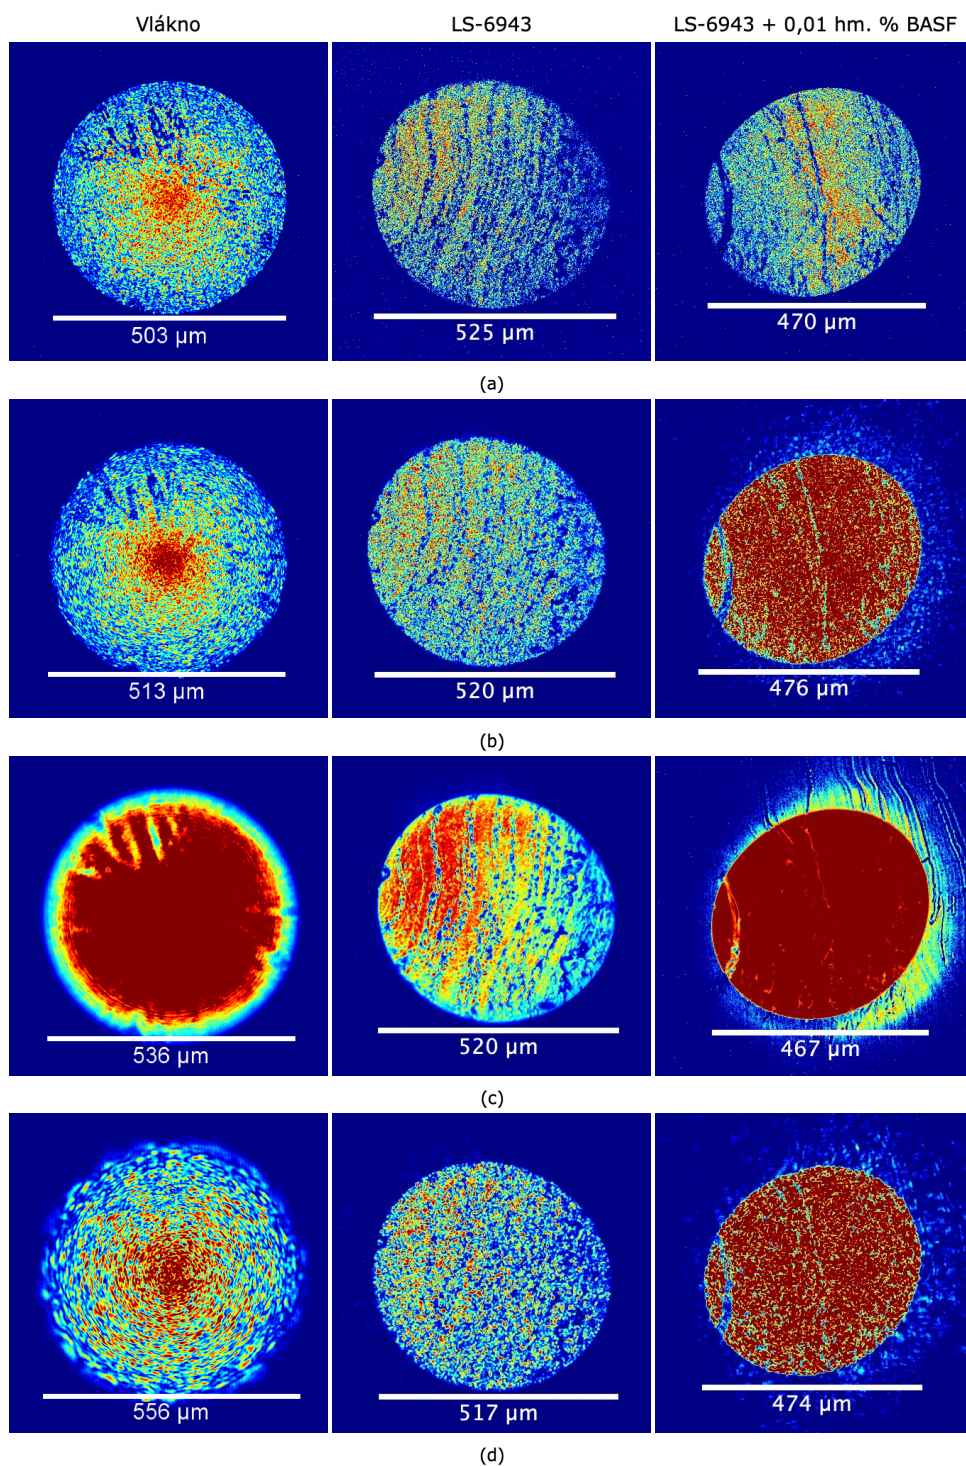 Vlákno LS-6943 LS-6943 + 0,01 hm. % BASF
503 µm 525 µm 470 µm
(a)
513 µm 520 µm 476 µm
(b)
536 µm 520 µm 467 µm
(c)
556 µm 517 µm 474 µm
(d)